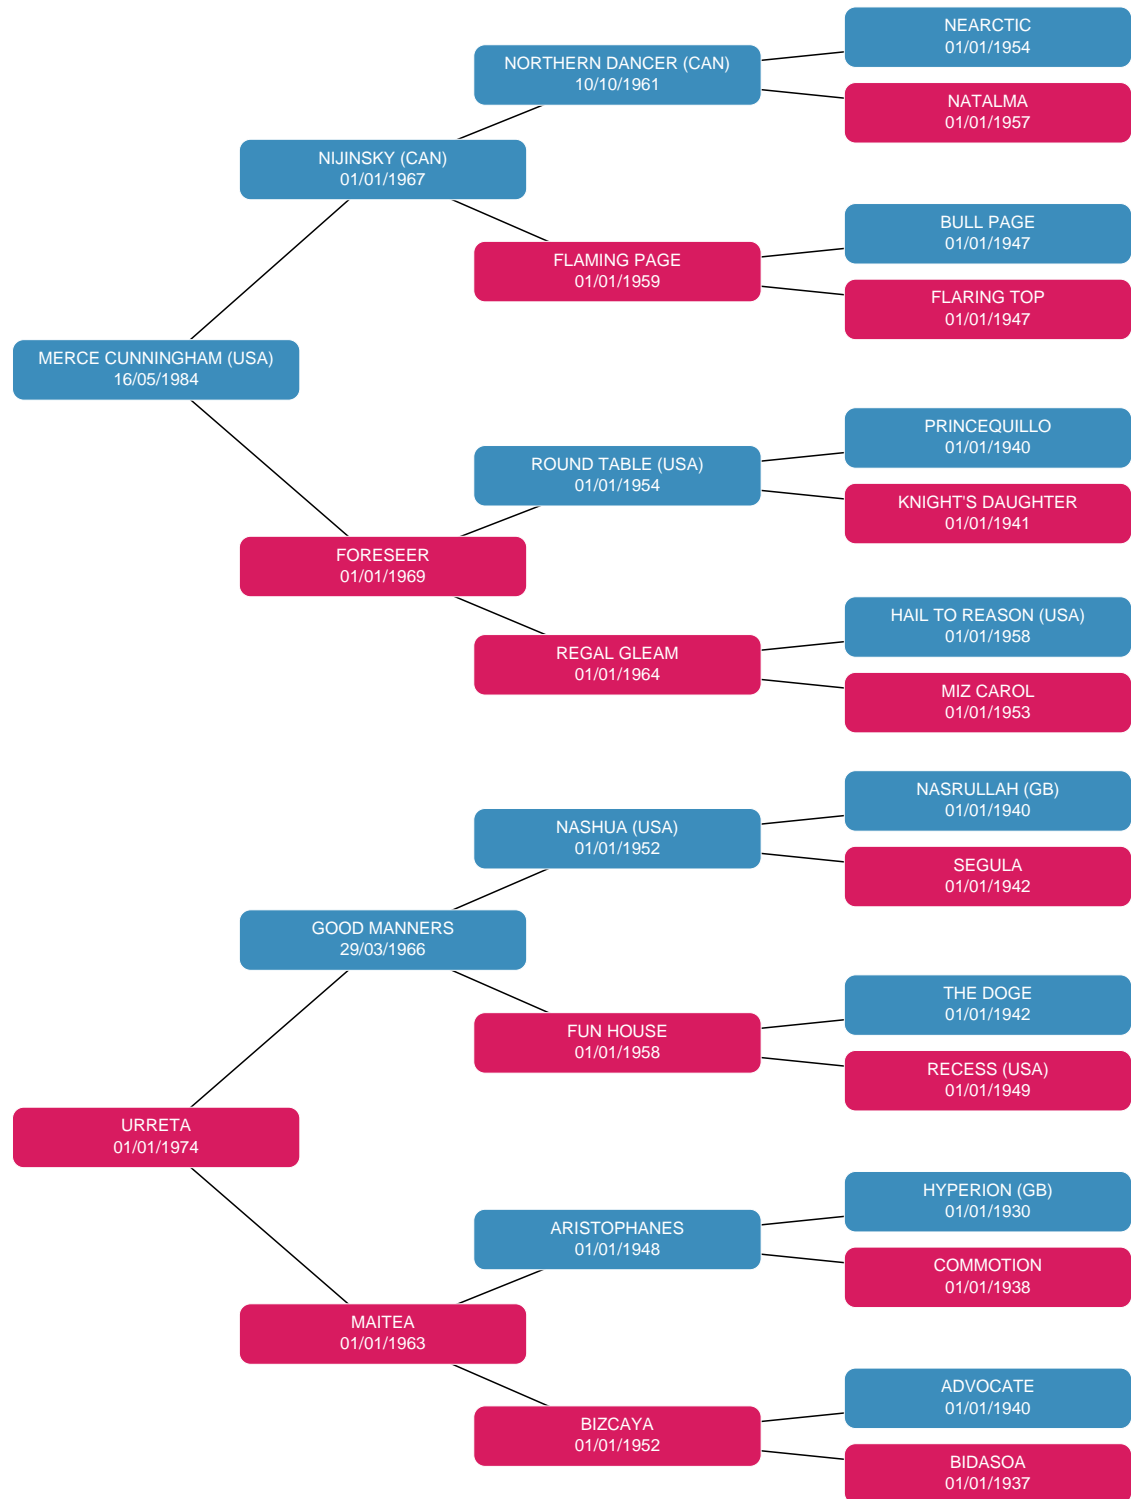 NEARCTIC
01/01/1954
NORTHERN DANCER (CAN)
10/10/1961
NATALMA
01/01/1957
NIJINSKY (CAN)
01/01/1967
BULL PAGE
01/01/1947
FLAMING PAGE
01/01/1959
FLARING TOP
01/01/1947
MERCE CUNNINGHAM (USA)
16/05/1984
PRINCEQUILLO
01/01/1940
ROUND TABLE (USA)
01/01/1954
KNIGHT'S DAUGHTER
01/01/1941
FORESEER
01/01/1969
HAIL TO REASON (USA)
01/01/1958
REGAL GLEAM
01/01/1964
MIZ CAROL
01/01/1953
NASRULLAH (GB)
01/01/1940
NASHUA (USA)
01/01/1952
SEGULA
01/01/1942
GOOD MANNERS
29/03/1966
THE DOGE
01/01/1942
FUN HOUSE
01/01/1958
RECESS (USA)
01/01/1949
URRETA
01/01/1974
HYPERION (GB)
01/01/1930
ARISTOPHANES
01/01/1948
COMMOTION
01/01/1938
MAITEA
01/01/1963
ADVOCATE
01/01/1940
BIZCAYA
01/01/1952
BIDASOA
01/01/1937